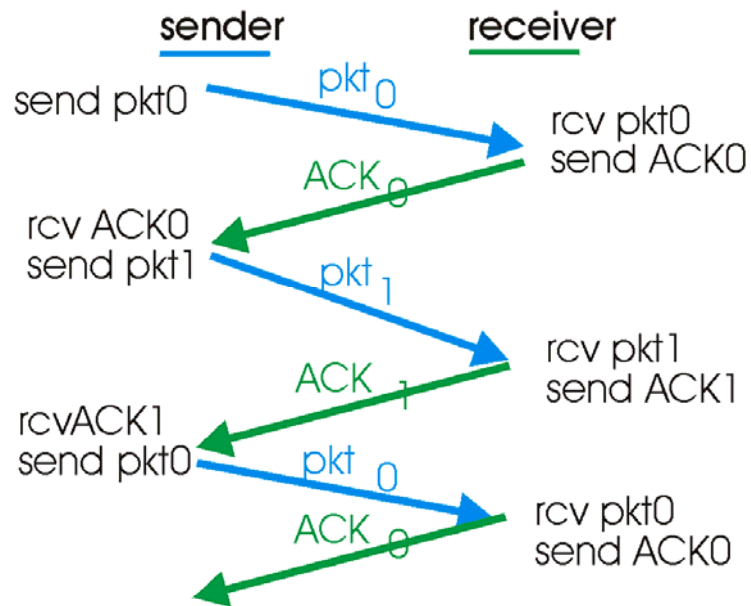 sender
receiver
send pkt0
pkt 0
rcv pkt0
send ACK0
ACK 0
rcv ACK0
send pkt1
pkt 1
rcv pkt1
send ACK1
ACK 1
rcvACK1
send pkt0
pkt 0
rcv pkt0
send ACK0
ACK 0